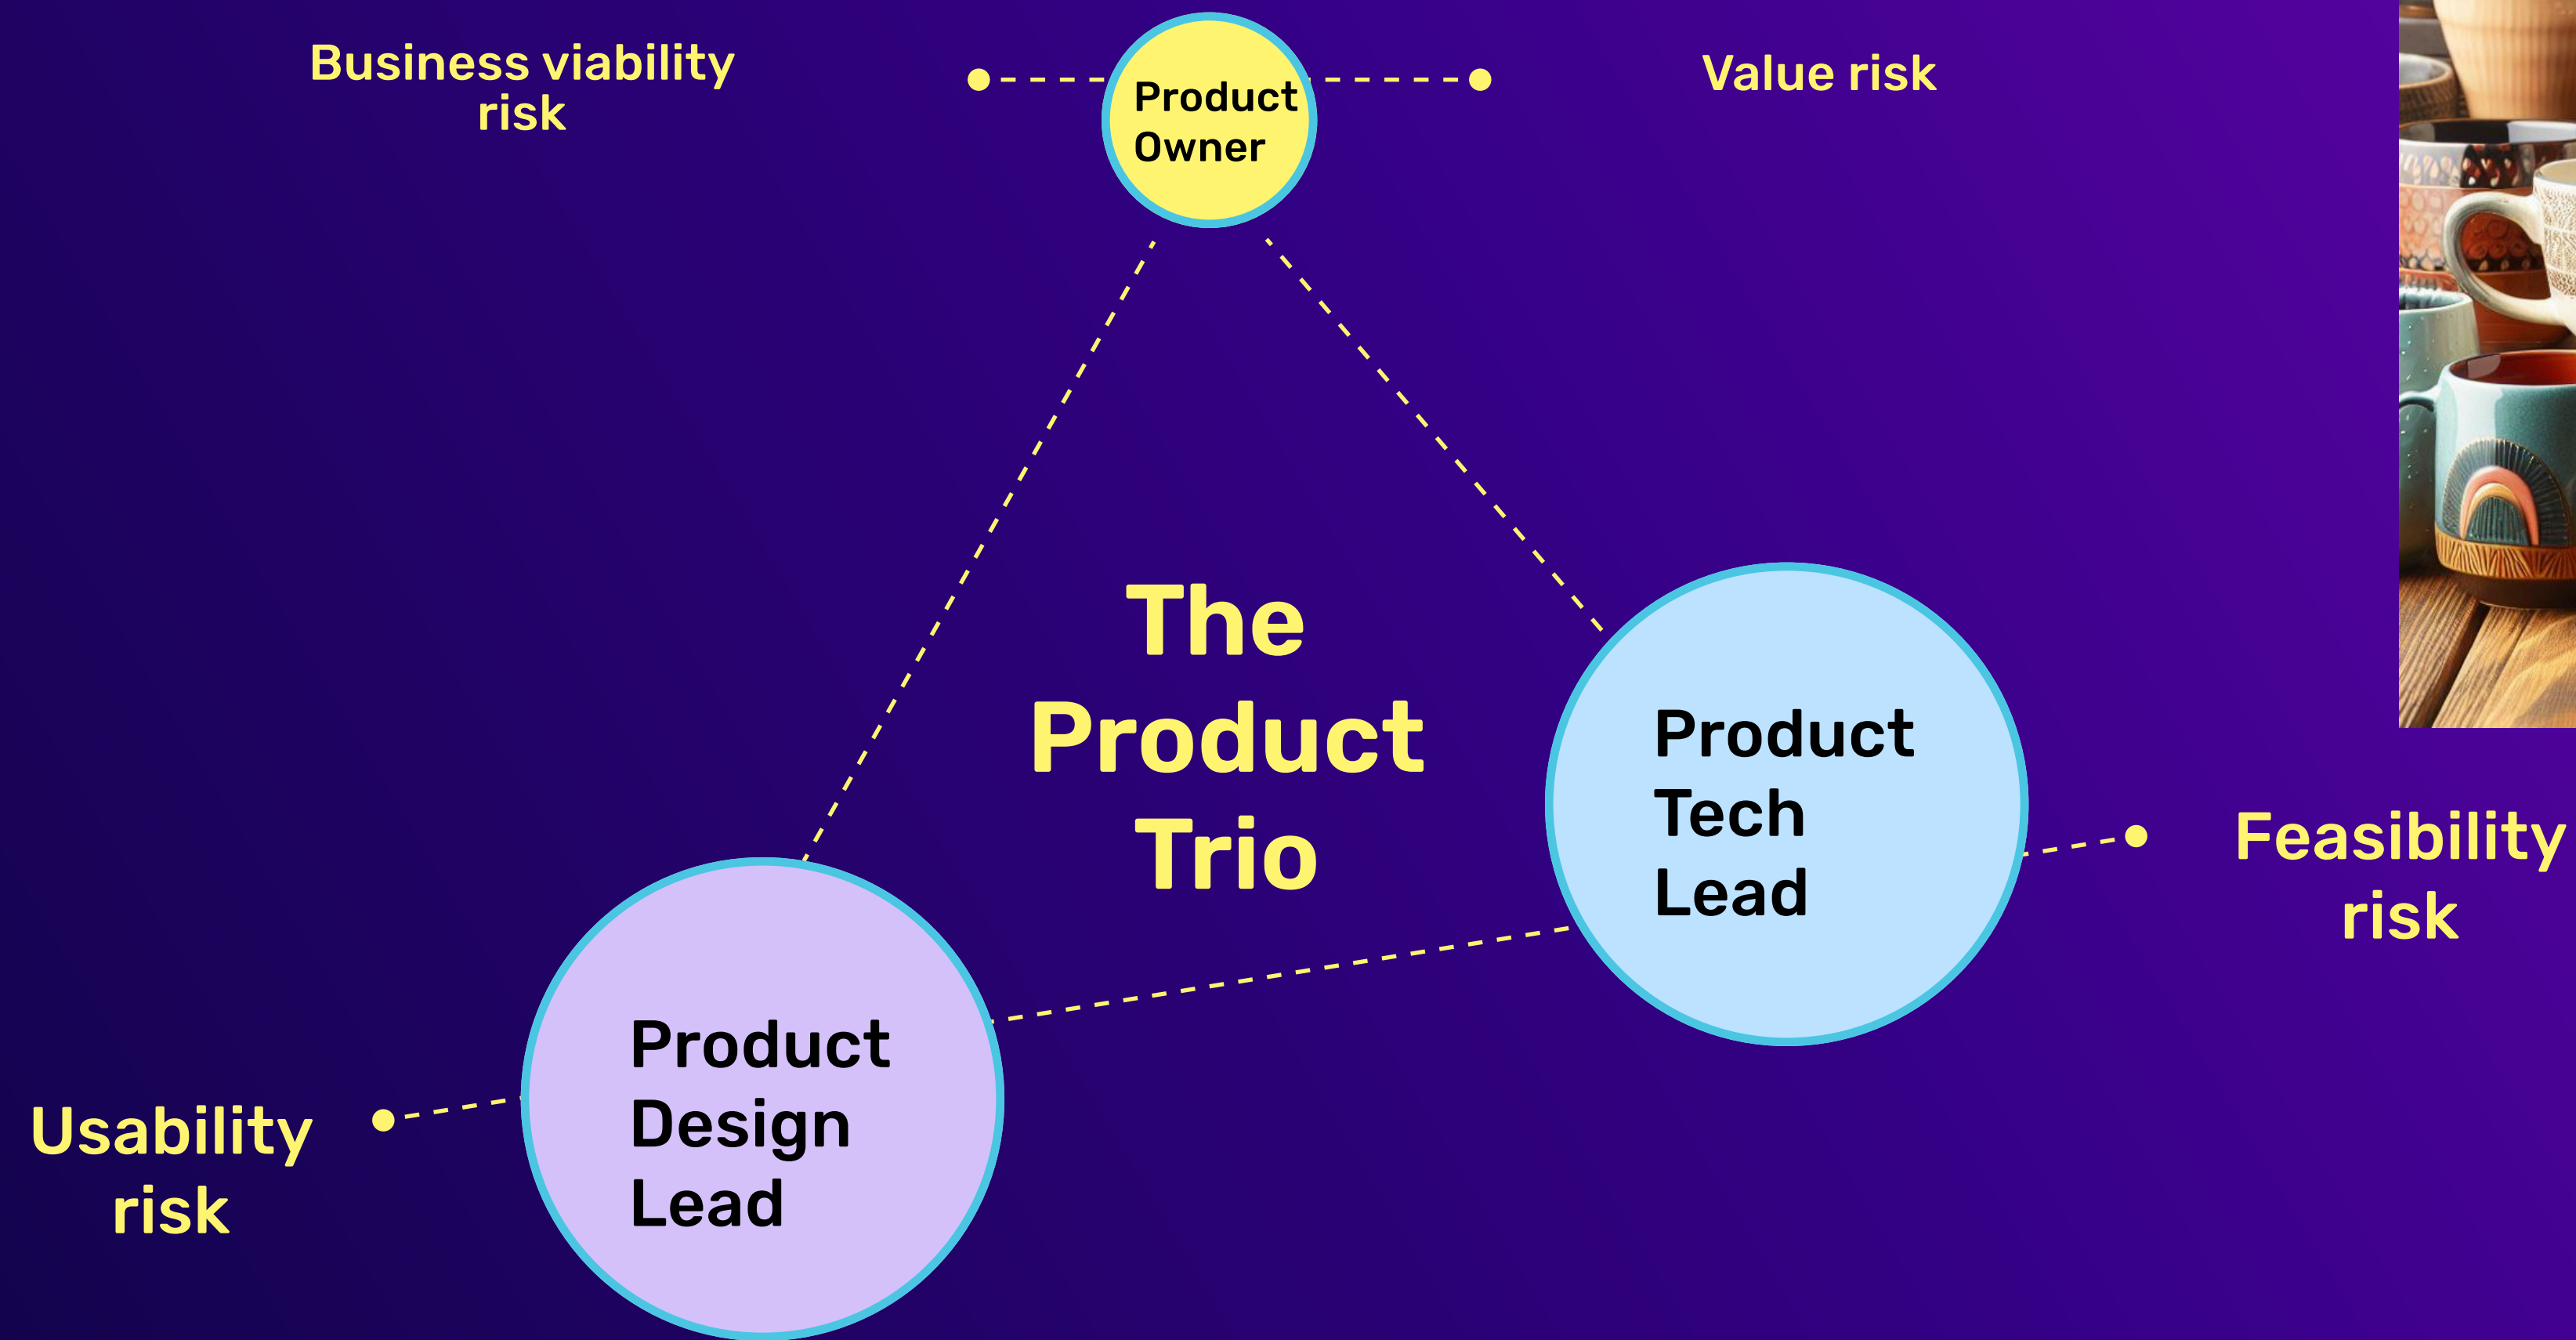 Business viability
risk
Product
Owner
Value risk
The
Product
Trio
Product
Tech
Lead
Feasibility
risk
Product
Design
Lead
Usability
risk